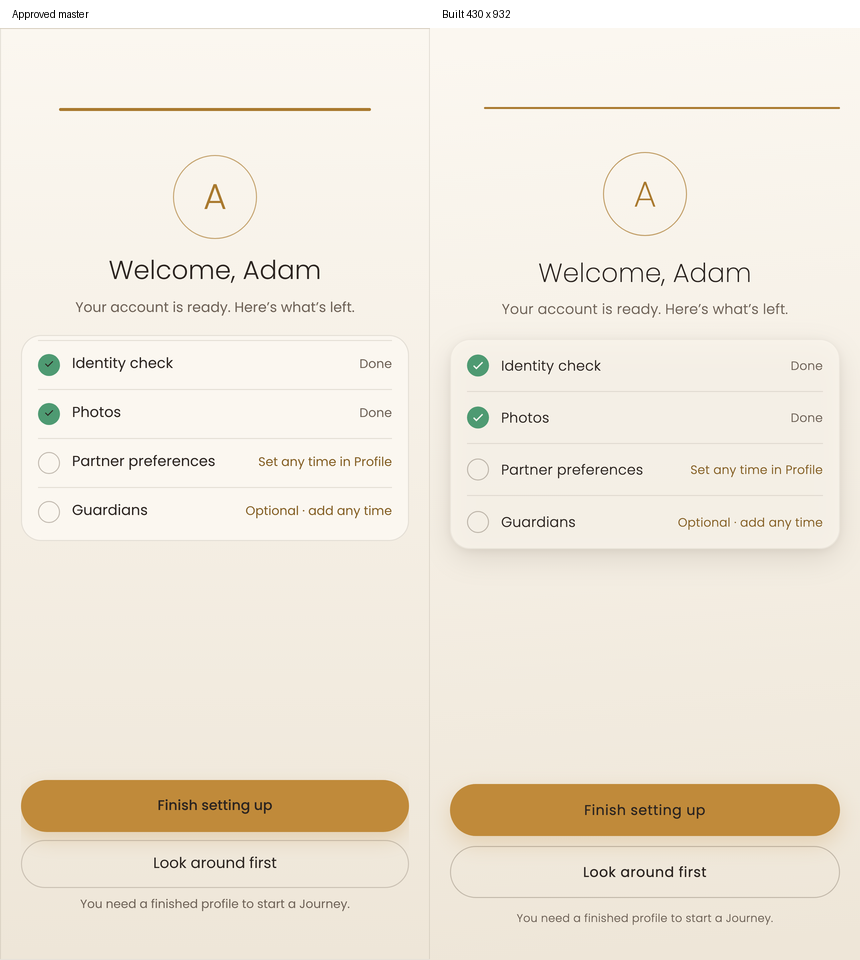 Approved master
A
Welcome, Adam
Your account is ready. Here’s what’s left.
Identity check Done
Photos Done
Partner preferences Set any time in Profile
Guardians Optional · add any time
Finish setting up
Look around first
You need a finished profile to start a Journey.
Built 430 x 932
A
Welcome, Adam
Your account is ready. Here’s what’s left.
Identity check Done
Photos Done
Partner preferences Set any time in Profile
Guardians Optional · add any time
Finish setting up
Look around first
You need a finished profile to start a Journey.